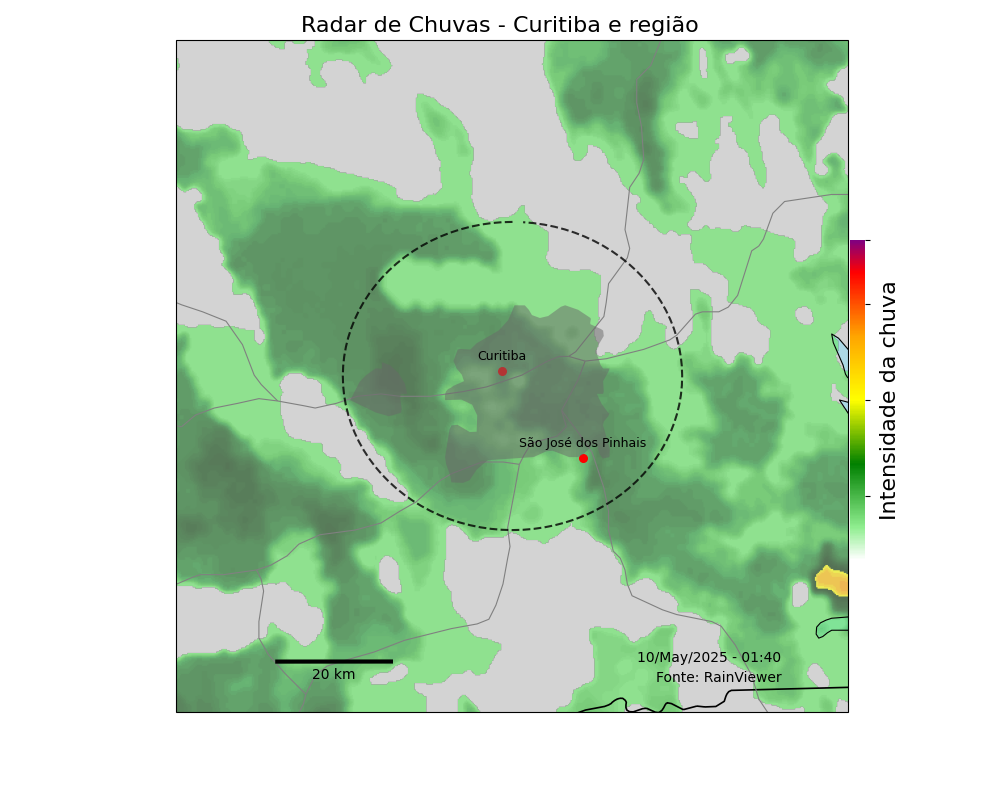 Radar de Chuvas - Curitiba e região
Curitiba
São José dos Pinhais
Intensidade da chuva
10/May/2025 - 01:40
Fonte: RainViewer
20 km